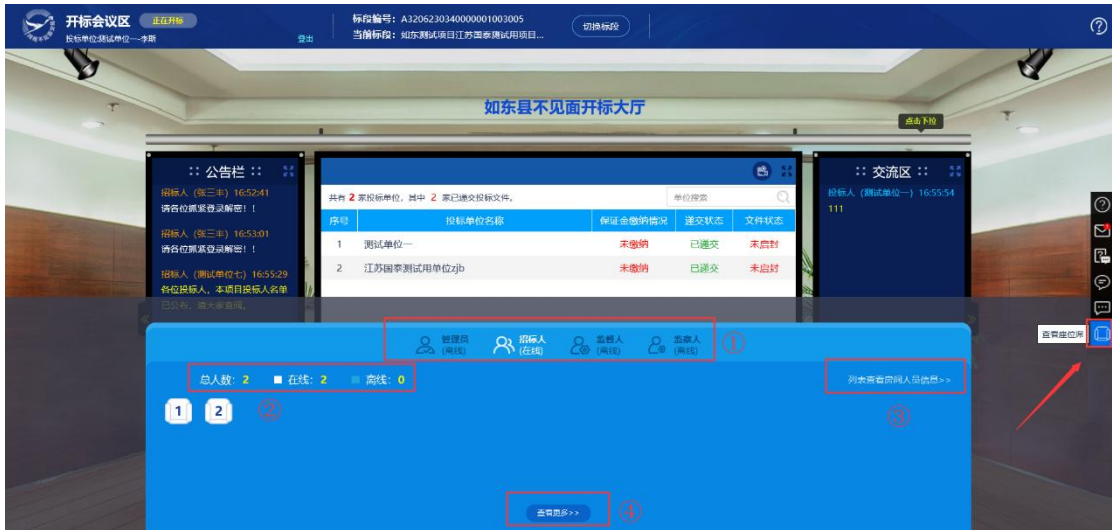 开标会议区 正在开标
投标单位:测试单位一-李斯
登出
标段编号：A3206230340000001003005
当前标段：如东测试项目江苏国泰测试用项目...
切换标段
如东县不见面开标大厅
点击下拉
:: 公告栏 ::
招标人（张三丰）16:52:41
请各位抓紧登录解密！！
招标人（张三丰）16:53:01
请各位抓紧登录解密！！
招标人（测试单位七）16:55:29
各位投标人，本项目投标人名单
已公布，请大家查阅。
共有 2 家投标单位，其中 2 家已递交投标文件。
单位搜索
序号 投标单位名称 保证金缴纳情况 递交状态 文件状态
1 测试单位一 未缴纳 已递交 未启封
2 江苏国泰测试用单位zjb 未缴纳 已递交 未启封
:: 交流区 ::
投标人（测试单位一）16:55:54
111
查看座位席
管理员 招标人 监督人 监察人
(离线) (在线) (离线) (离线)
①
总人数：2 在线：2 离线：0
列表查看房间人员信息>>
1 2
②
③
查看更多>>
④